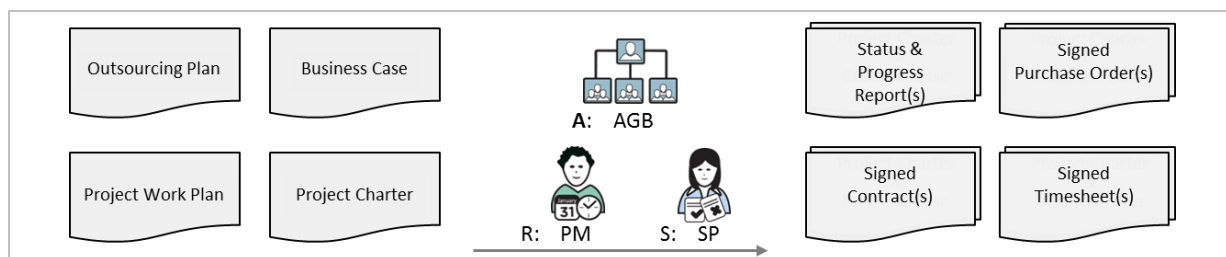 Outsourcing Plan
Business Case
A: AGB
Status &
Progress
Report(s)
Signed
Purchase Order(s)
Project Work Plan
Project Charter
January
31
R: PM
S: SP
Signed
Contract(s)
Signed
Timesheet(s)